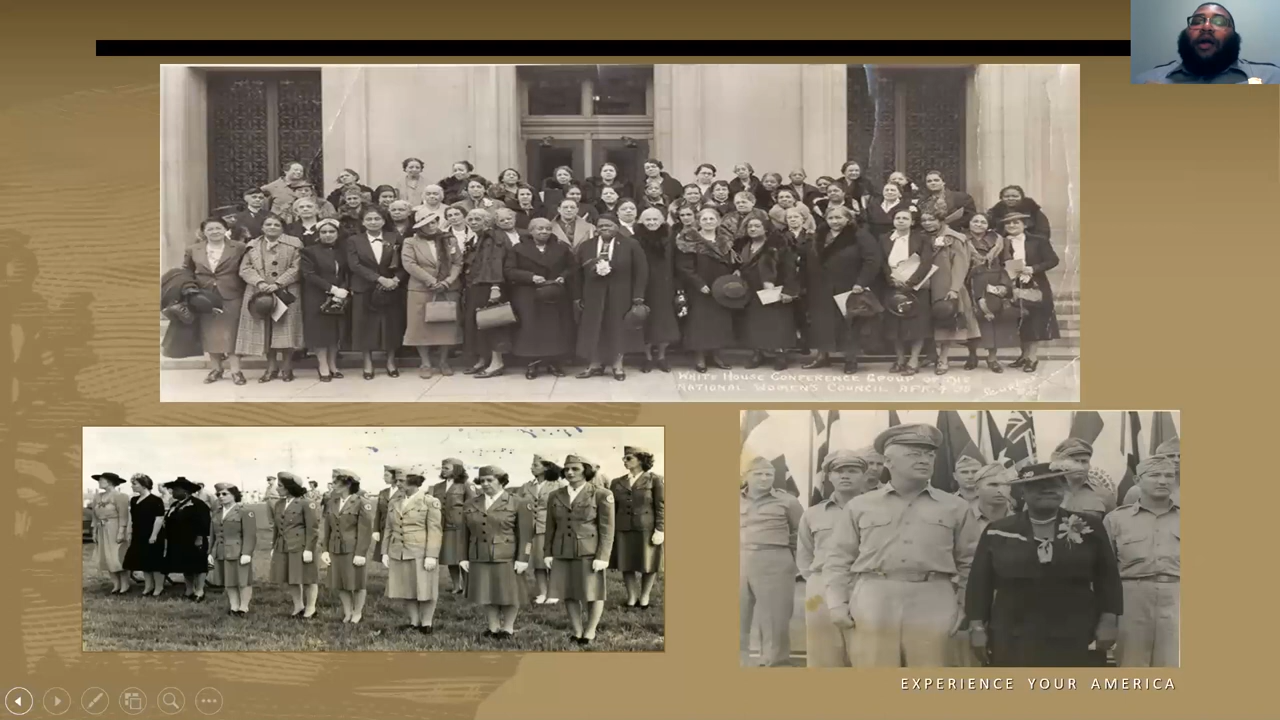 WHITE HOUSE CONFERENCE GROUP OF THE
NATIONAL WOMEN'S COUNCIL. APR. 4-38
EXPERIENCE YOUR AMERICA